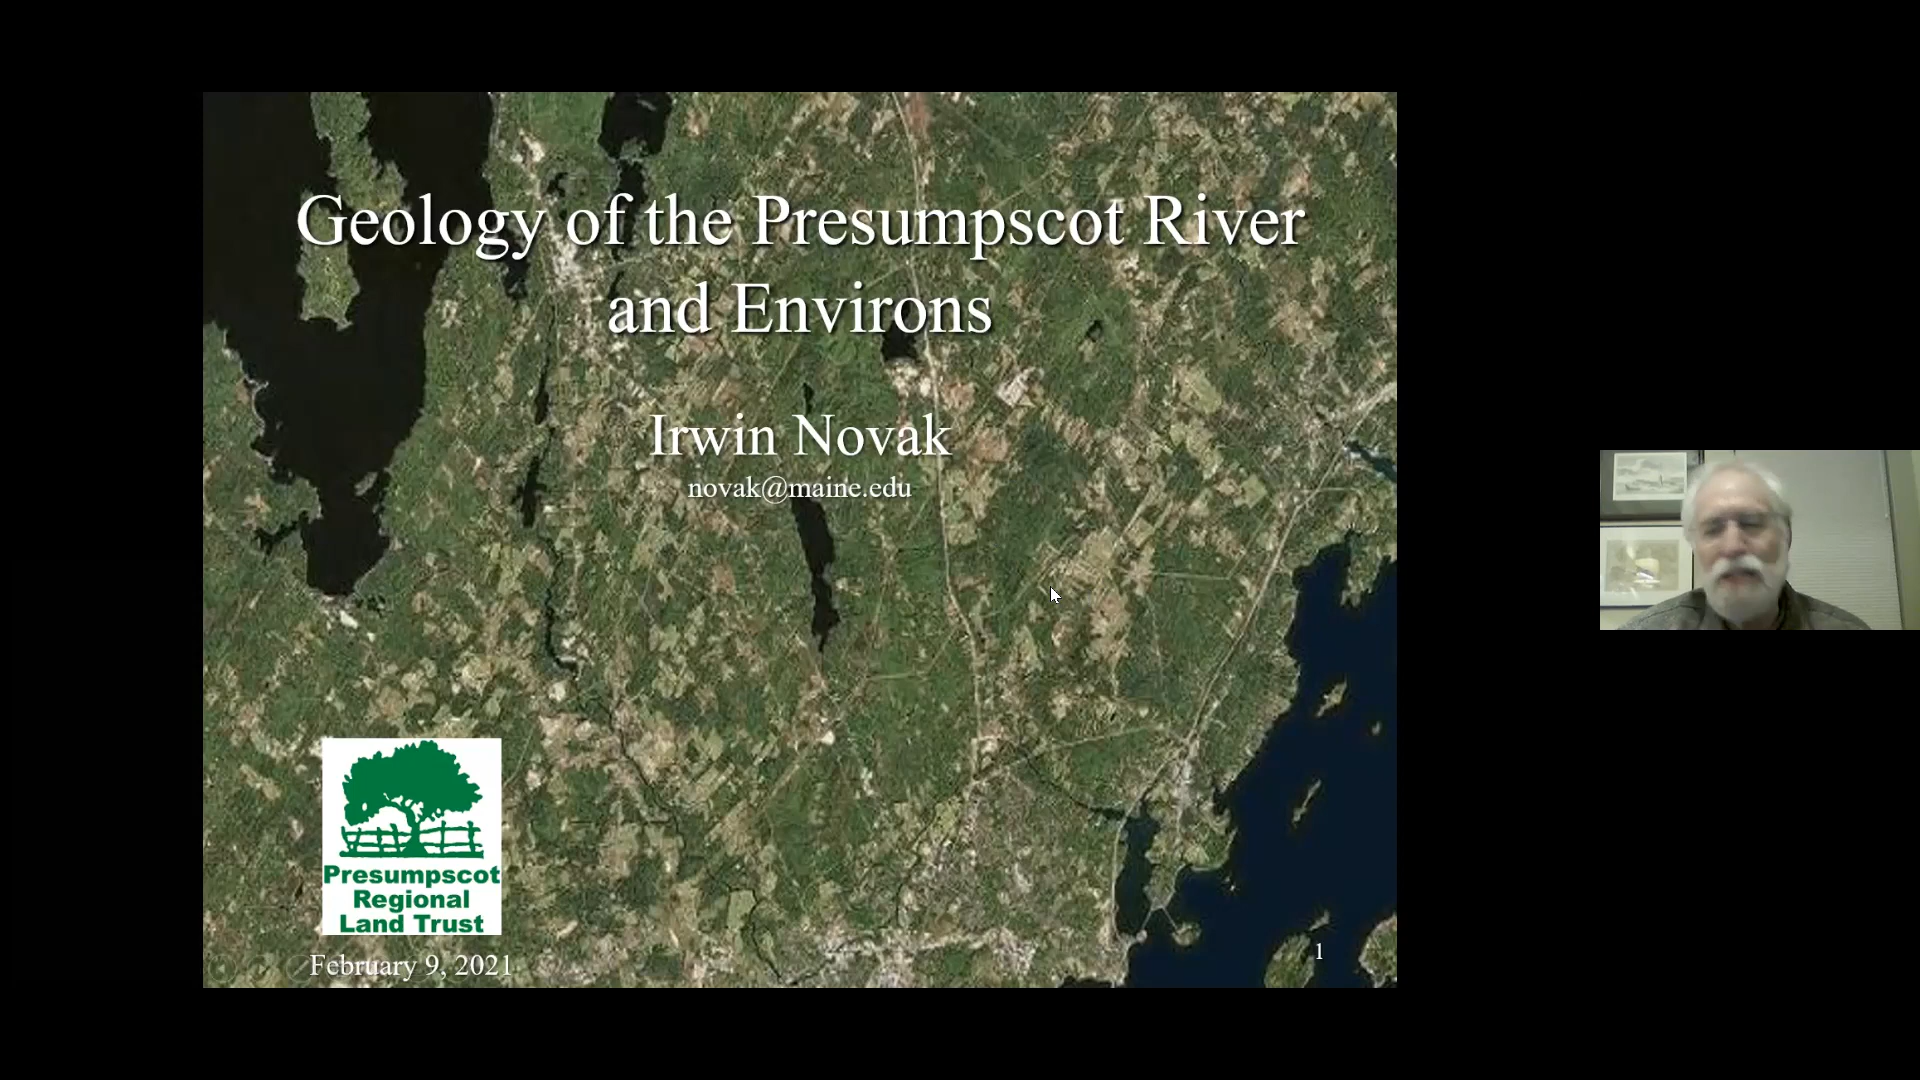 Geology of the Presumpscot River
and Environs
Irwin Novak
novak@maine.edu
Presumpscot
Regional
Land Trust
February 9, 2021
1